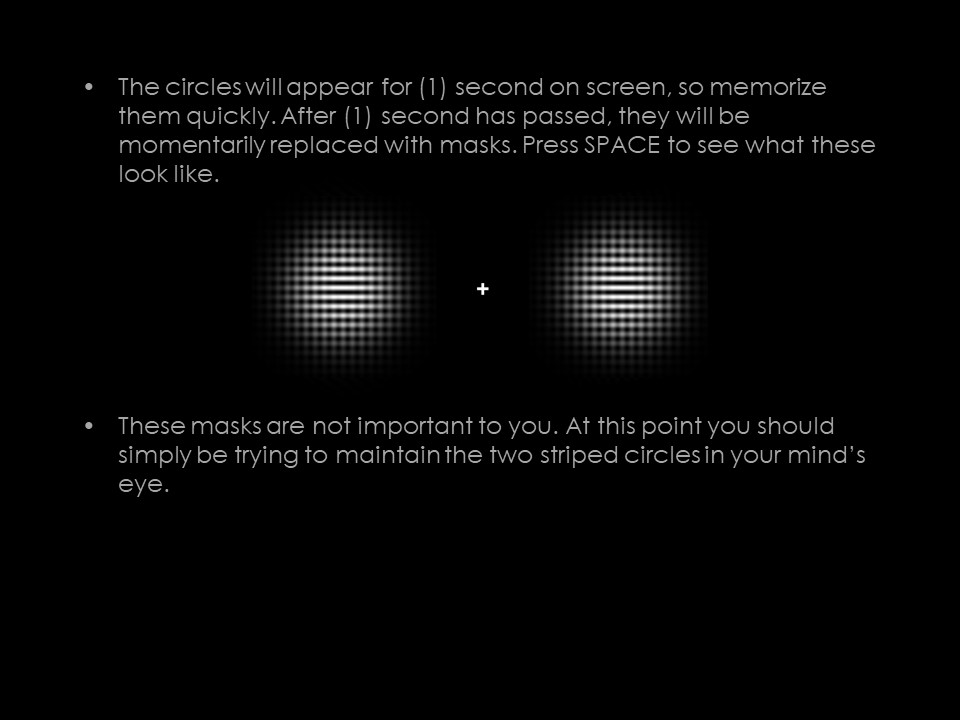 • The circles will appear for (1) second on screen, so memorize
them quickly. After (1) second has passed, they will be
momentarily replaced with masks. Press SPACE to see what these
look like.
+
• These masks are not important to you. At this point you should
simply be trying to maintain the two striped circles in your mind’s
eye.